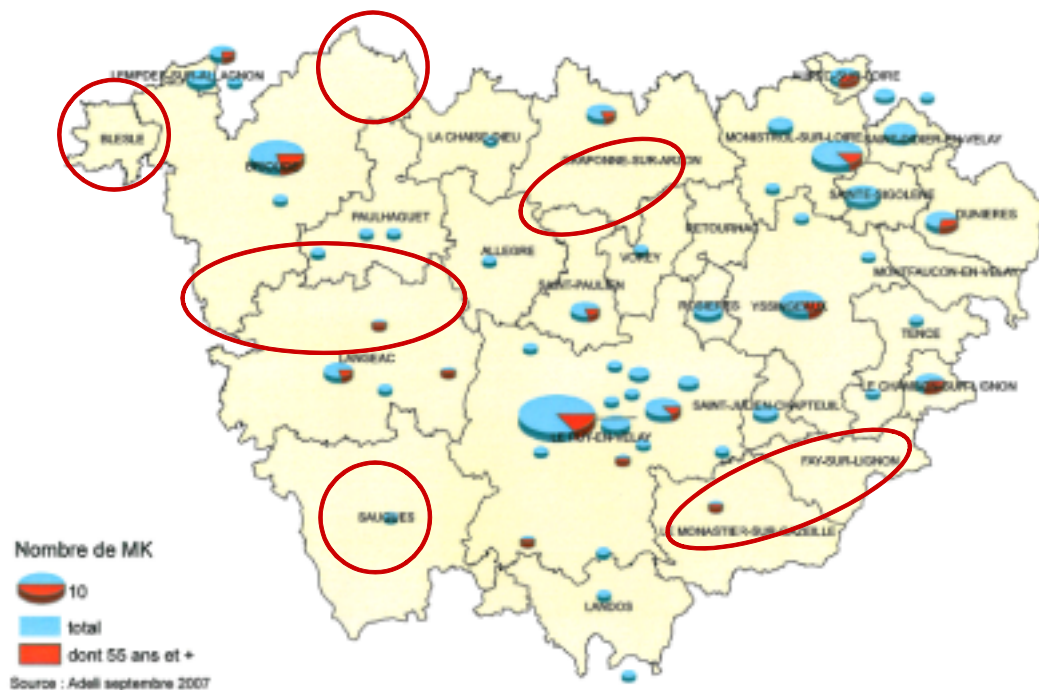 LEMPDES-SUR-ALLAGNON
BLESLE
BRIOUDE
LA CHAISE-DIEU
CRAPONNE-SUR-ARZON
AUREC-SUR-LOIRE
MONISTROL-SUR-LOIRE
SAINT-DIDIER-EN-VELAY
SAINTE-SIGOLENE
DUNIERES
PAULHAGUET
ALLEGRE
VOREY
RETOURNAC
MONTFAUCON-EN-VELAY
SAINT-PAULIEN
ROSIERES
YSSINGEAUX
TENCE
LANGEAC
LE CHAMBON-SUR-LIGNON
SAINT-JULIEN-CHAPTEUIL
LE PUY-EN-VELAY
FAY-SUR-LIGNON
SAUGUES
LE MONASTIER-SUR-GAZEILLE
LANDOS
Nombre de MK
10
total
dont 55 ans et +
Source : Adeli septembre 2007